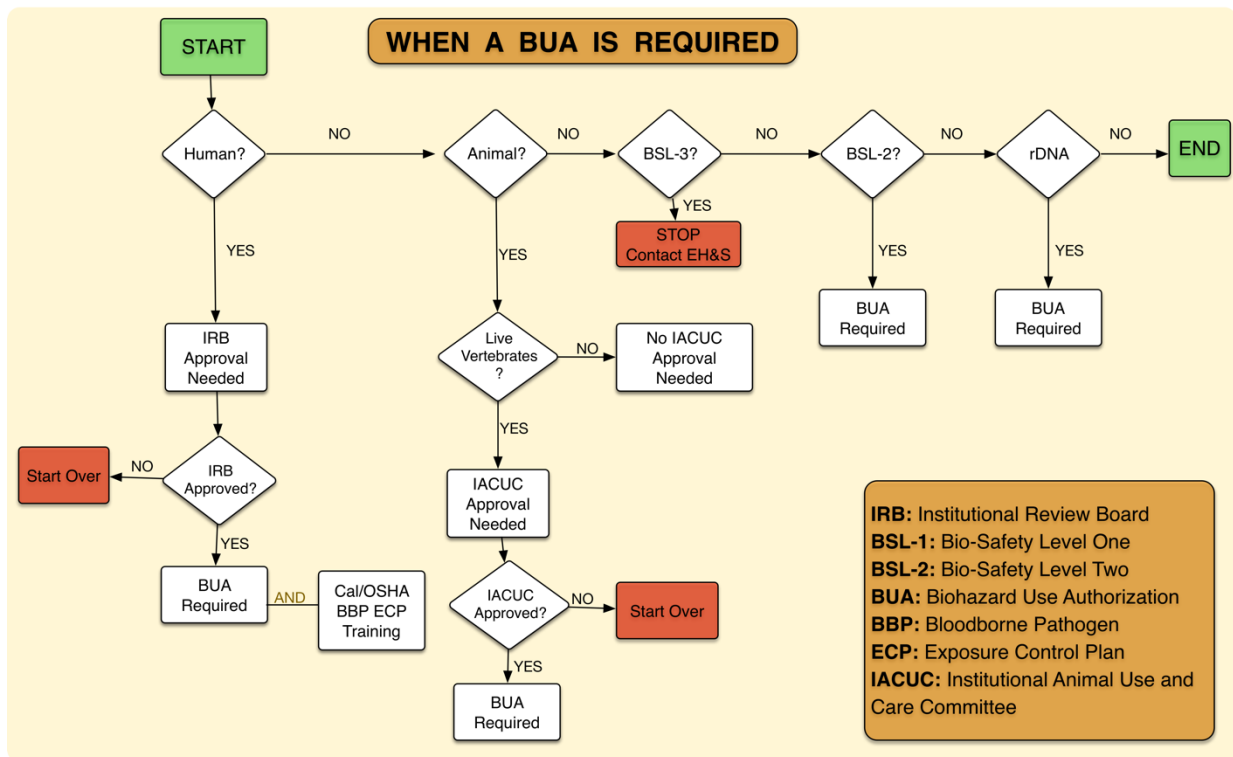 START
WHEN A BUA IS REQUIRED
Human?
NO
Animal?
NO
BSL-3?
NO
BSL-2?
NO
rDNA
NO
END
YES
STOP
Contact EH&S
YES
YES
YES
YES
BUA
Required
BUA
Required
IRB
Approval
Needed
Live
Vertebrates
?
NO
No IACUC
Approval
Needed
YES
Start Over
NO
IRB
Approved?
IACUC
Approval
Needed
YES
BUA
Required
AND
Cal/OSHA
BBP ECP
Training
IACUC
Approved?
NO
Start Over
YES
BUA
Required
IRB: Institutional Review Board
BSL-1: Bio-Safety Level One
BSL-2: Bio-Safety Level Two
BUA: Biohazard Use Authorization
BBP: Bloodborne Pathogen
ECP: Exposure Control Plan
IACUC: Institutional Animal Use and
Care Committee